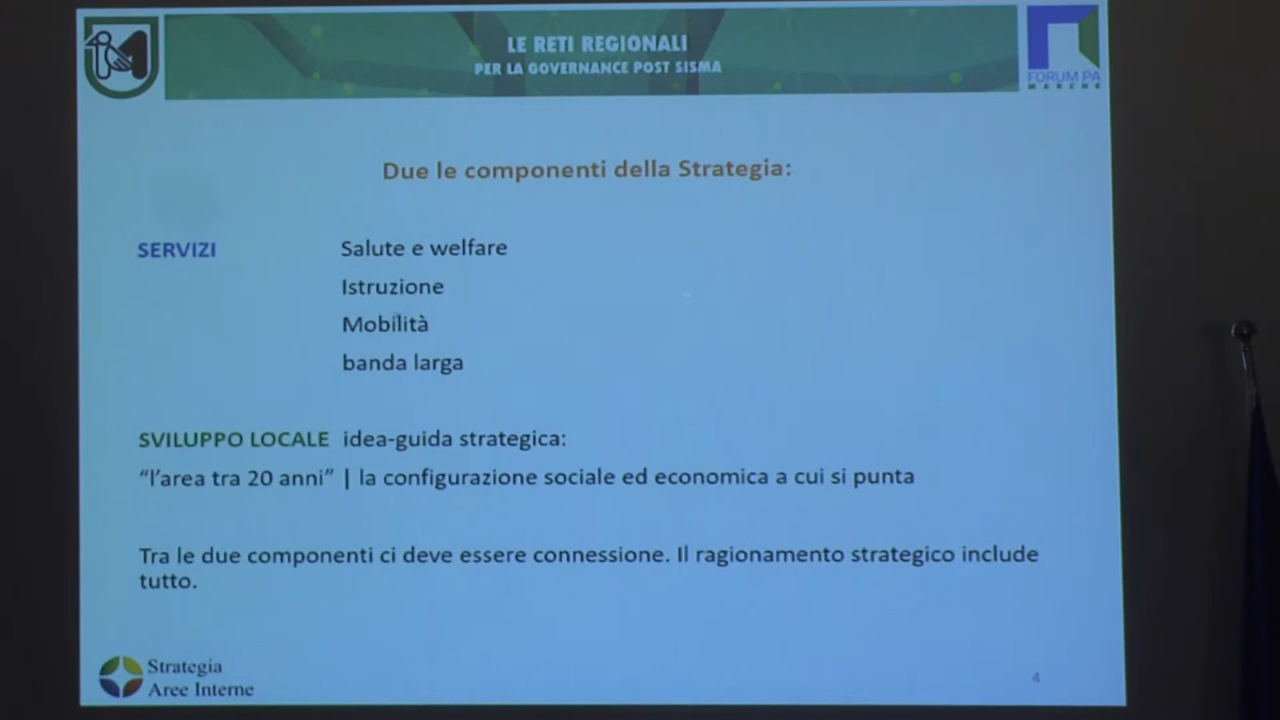 LE RETI REGIONALI
PER LA GOVERNANCE POST SISMA
FORUM PA
MARCHE
Due le componenti della Strategia:
SERVIZI Salute e welfare
Istruzione
Mobilità
banda larga
SVILUPPO LOCALE idea-guida strategica:
“l’area tra 20 anni” | la configurazione sociale ed economica a cui si punta
Tra le due componenti ci deve essere connessione. Il ragionamento strategico include
tutto.
Strategia
Aree Interne
4